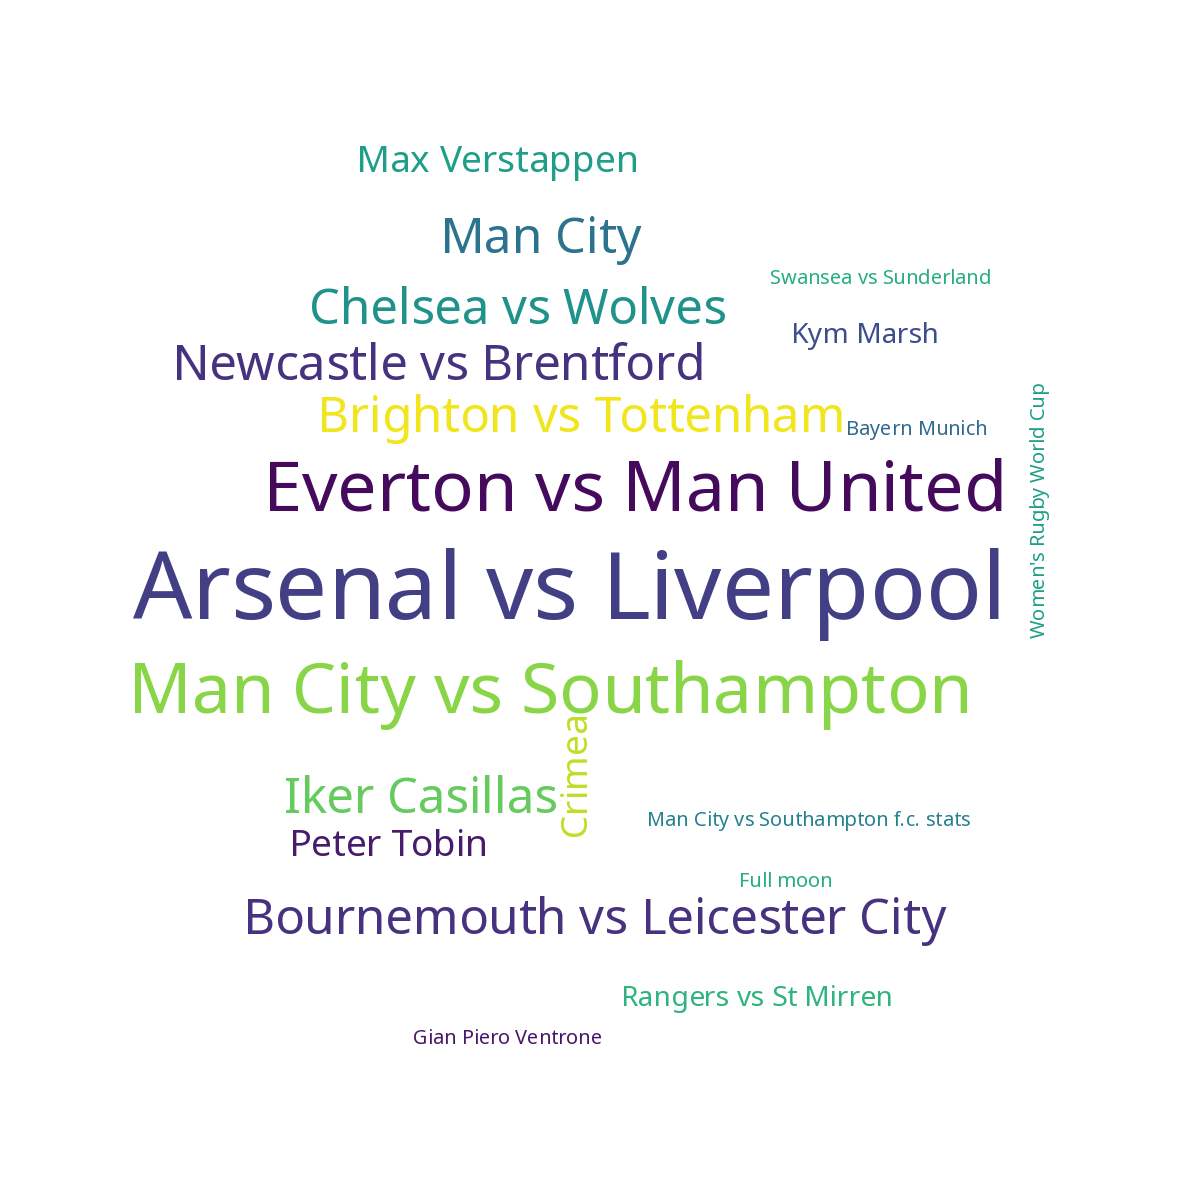 Max Verstappen
Man City
Swansea vs Sunderland
Chelsea vs Wolves
Kym Marsh
Newcastle vs Brentford
Brighton vs Tottenham
Bayern Munich
Women's Rugby World Cup
Everton vs Man United
Arsenal vs Liverpool
Man City vs Southampton
Crimea
Iker Casillas
Man City vs Southampton f.c. stats
Peter Tobin
Full moon
Bournemouth vs Leicester City
Rangers vs St Mirren
Gian Piero Ventrone